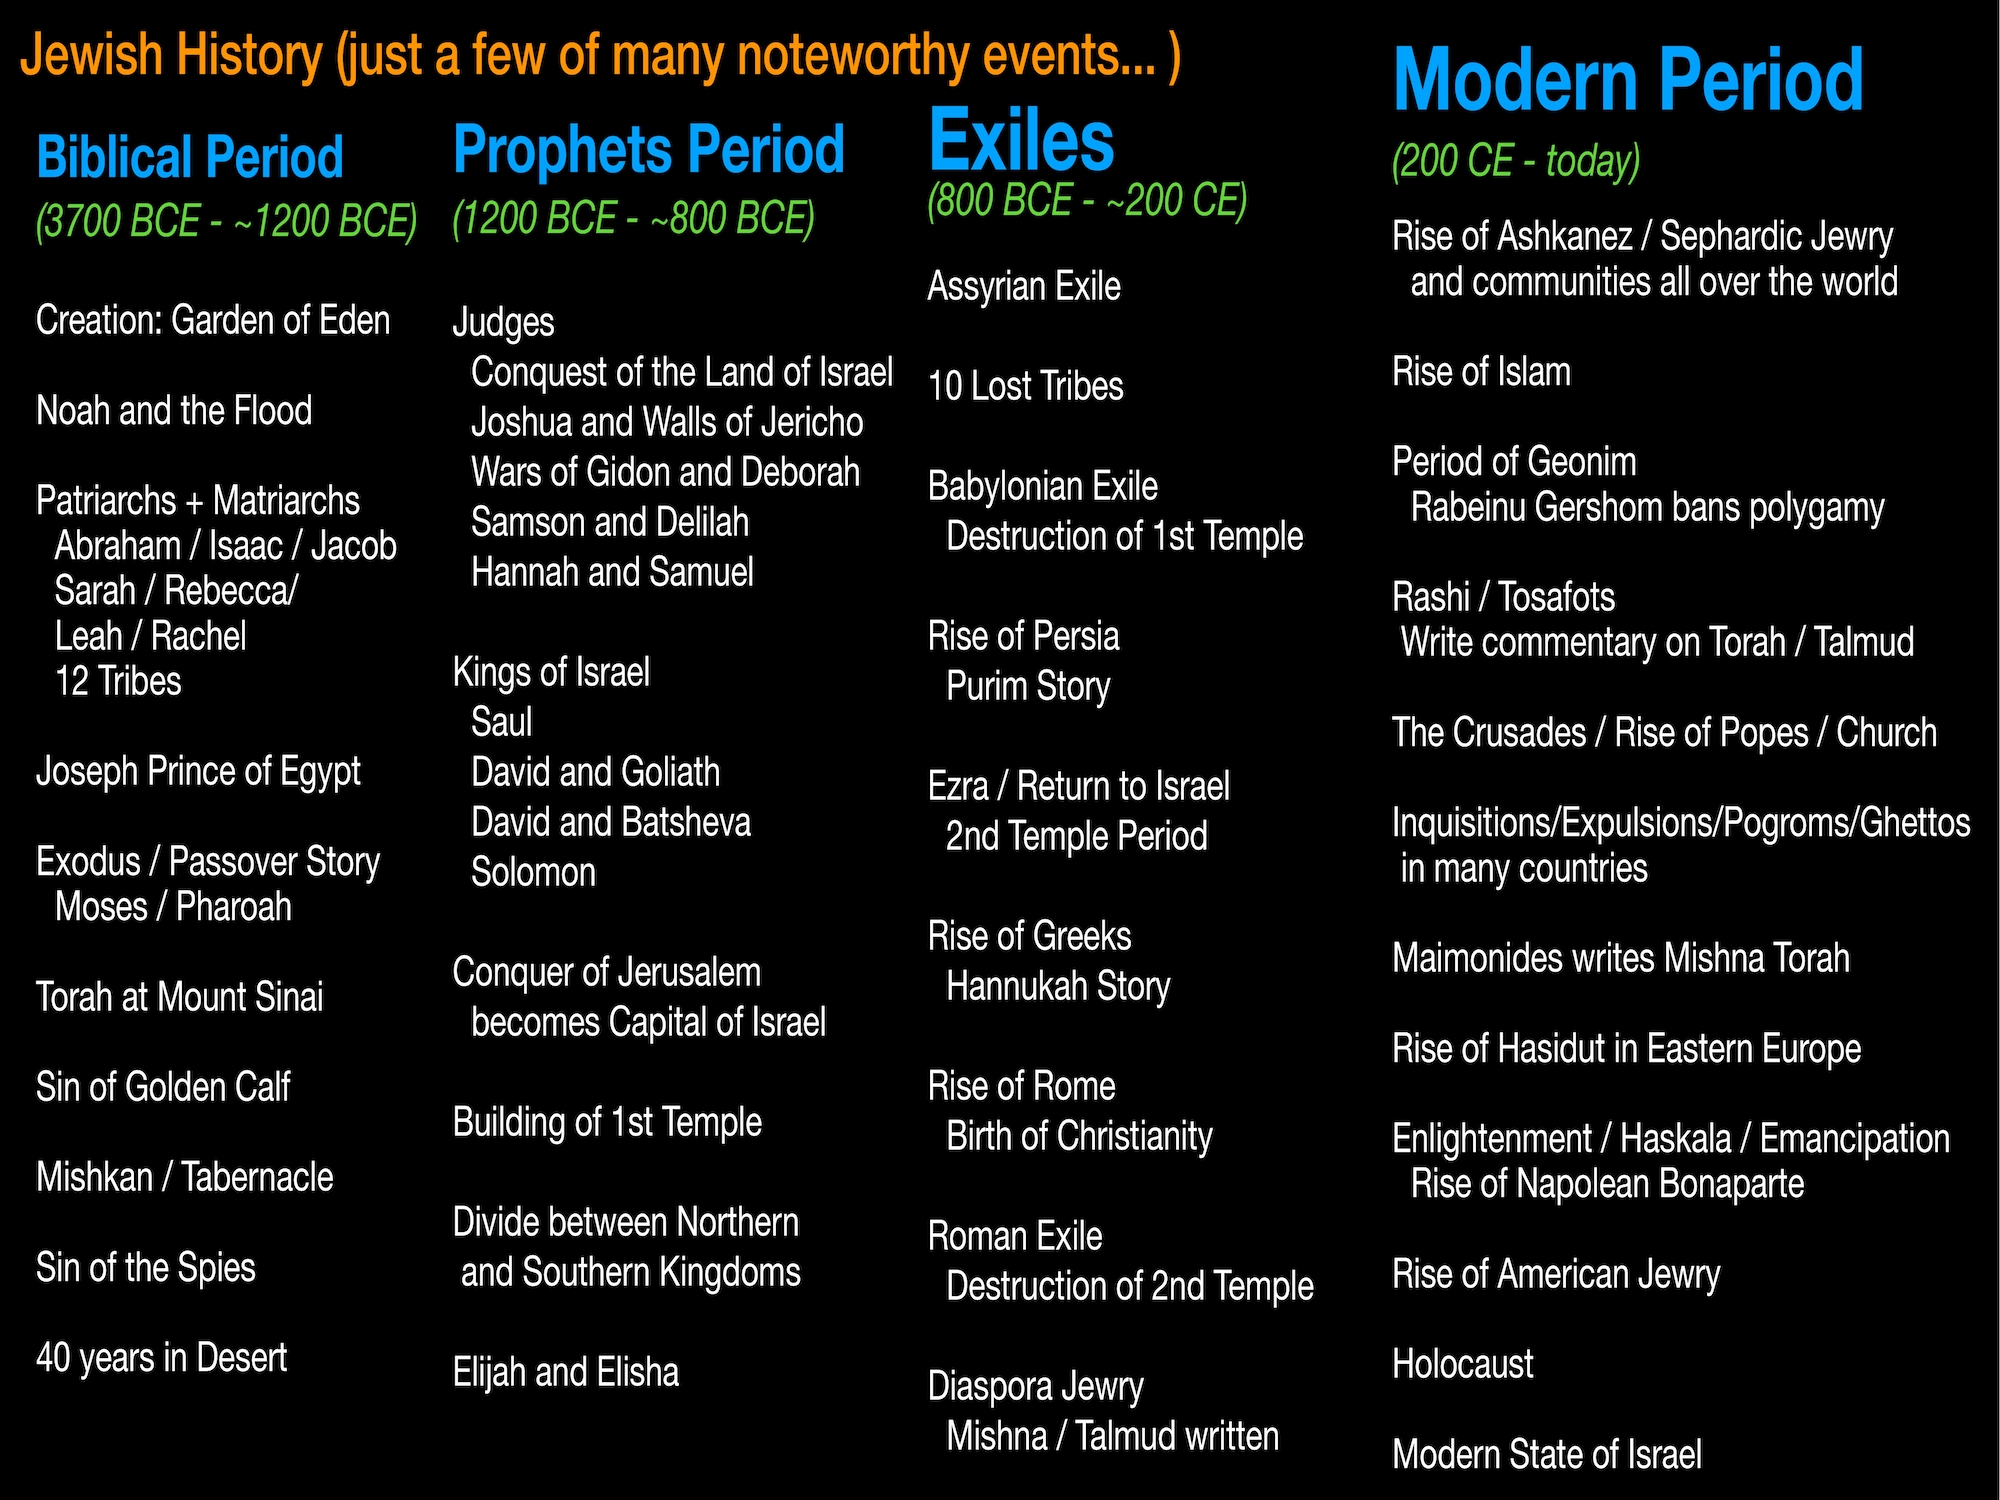 Jewish History (just a few of many noteworthy events... )
Biblical Period
(3700 BCE - ~1200 BCE)
Creation: Garden of Eden
Noah and the Flood
Patriarchs + Matriarchs
Abraham / Isaac / Jacob
Sarah / Rebecca/
Leah / Rachel
12 Tribes
Joseph Prince of Egypt
Exodus / Passover Story
Moses / Pharoah
Torah at Mount Sinai
Sin of Golden Calf
Mishkan / Tabernacle
Sin of the Spies
40 years in Desert
Prophets Period
(1200 BCE - ~800 BCE)
Judges
Conquest of the Land of Israel
Joshua and Walls of Jericho
Wars of Gidon and Deborah
Samson and Delilah
Hannah and Samuel
Kings of Israel
Saul
David and Goliath
David and Batsheva
Solomon
Conquer of Jerusalem
becomes Capital of Israel
Building of 1st Temple
Divide between Northern
and Southern Kingdoms
Elijah and Elisha
Exiles
(800 BCE - ~200 CE)
Assyrian Exile
10 Lost Tribes
Babylonian Exile
Destruction of 1st Temple
Rise of Persia
Purim Story
Ezra / Return to Israel
2nd Temple Period
Rise of Greeks
Hannukah Story
Rise of Rome
Birth of Christianity
Roman Exile
Destruction of 2nd Temple
Diaspora Jewry
Mishna / Talmud written
Modern Period
(200 CE - today)
Rise of Ashkanez / Sephardic Jewry
and communities all over the world
Rise of Islam
Period of Geonim
Rabeinu Gershom bans polygamy
Rashi / Tosafots
Write commentary on Torah / Talmud
The Crusades / Rise of Popes / Church
Inquisitions/Expulsions/Pogroms/Ghettos
in many countries
Maimonides writes Mishna Torah
Rise of Hasidut in Eastern Europe
Enlightenment / Haskala / Emancipation
Rise of Napolean Bonaparte
Rise of American Jewry
Holocaust
Modern State of Israel